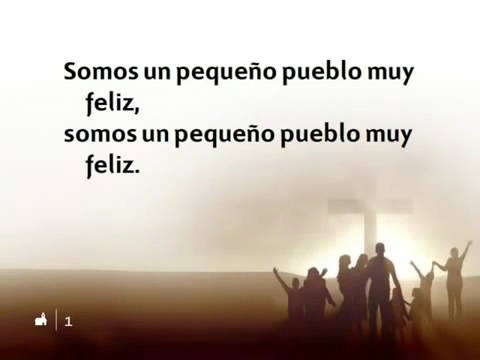 Somos un pequeño pueblo muy
feliz,
somos un pequeño pueblo muy
feliz.
1